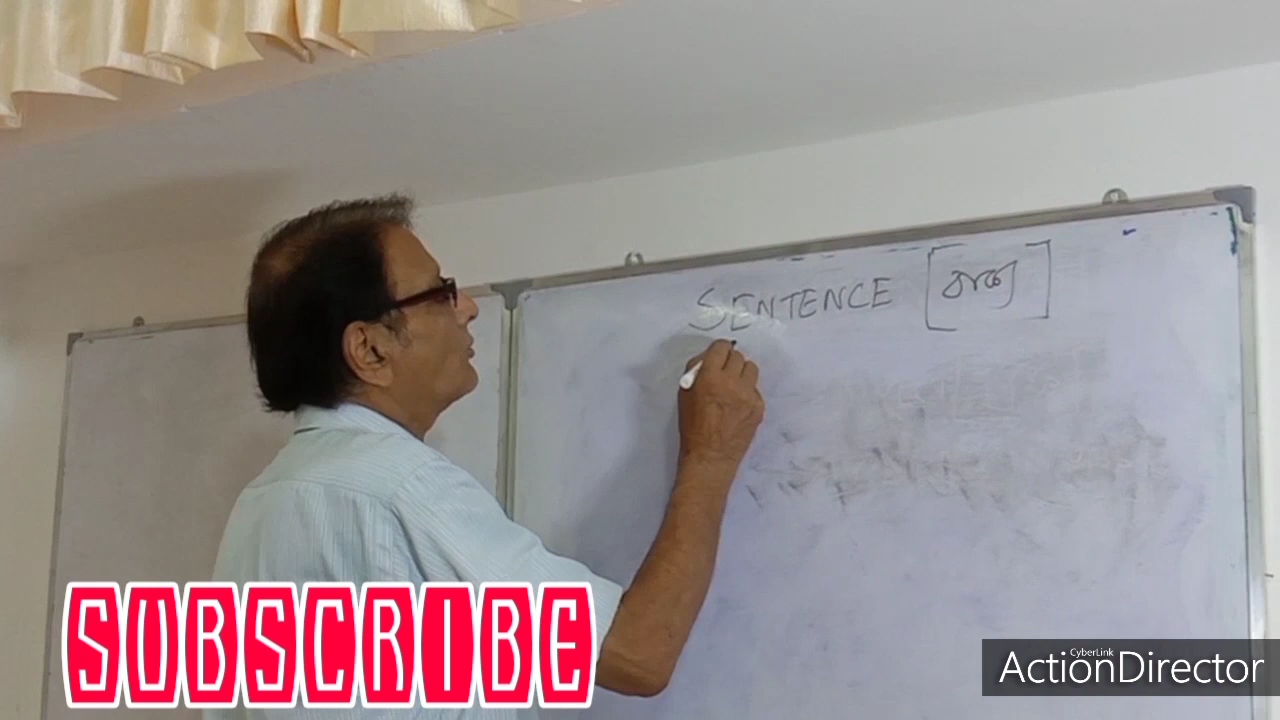 SENTENCE [বাক্য]
SUBSCRIBE
CyberLink
ActionDirector